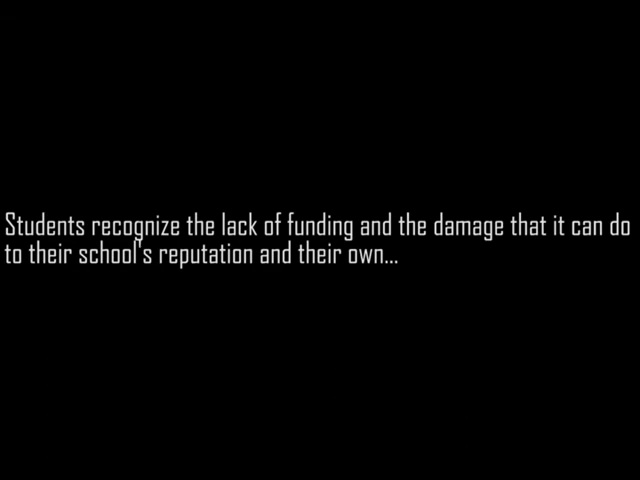 Students recognize the lack of funding and the damage that it can do
to their school's reputation and their own...